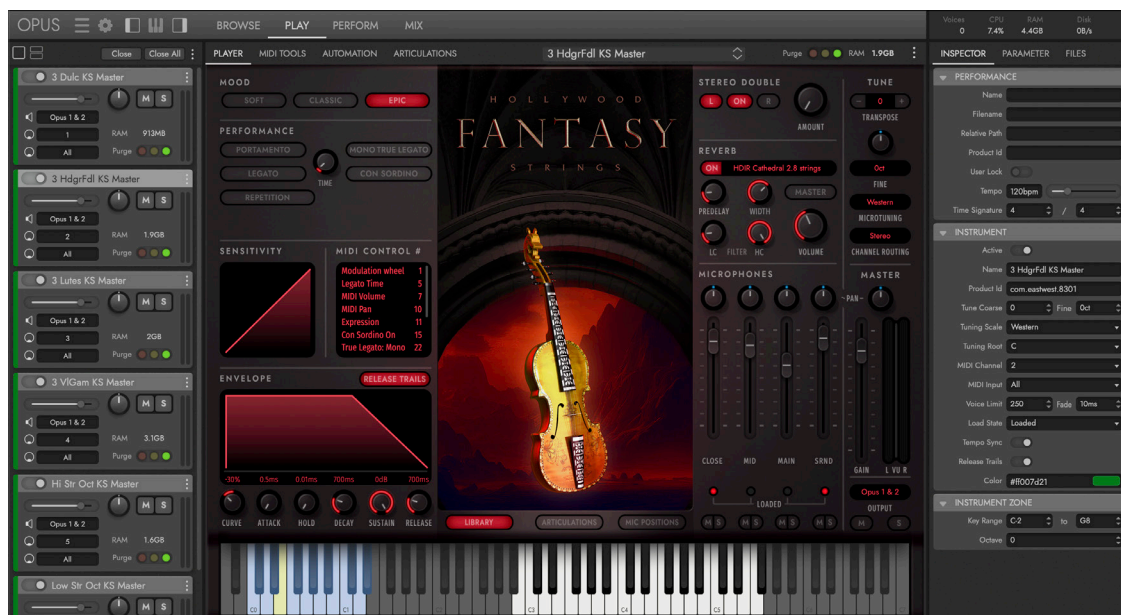 OPUS
BROWSE PLAY PERFORM MIX
Voices CPU RAM Disk
0 7.4% 4.4GB 0B/s
Close Close All
PLAYER MIDI TOOLS AUTOMATION ARTICULATIONS
3 HdgrFdl KS Master
Purge RAM 1.9GB
INSPECTOR PARAMETER FILES
3 Dulc KS Master
M S
Opus 1 & 2
1 RAM 913MB
All Purge
3 HdgrFdl KS Master
M S
Opus 1 & 2
2 RAM 1.9GB
All Purge
3 Lutes KS Master
M S
Opus 1 & 2
3 RAM 2GB
All Purge
3 VlGam KS Master
M S
Opus 1 & 2
4 RAM 3.1GB
All Purge
Hi Str Oct KS Master
M S
Opus 1 & 2
5 RAM 1.6GB
All Purge
Low Str Oct KS Master
M S
MOOD
SOFT CLASSIC EPIC
PERFORMANCE
PORTAMENTO MONO TRUE LEGATO
LEGATO TIME CON SORDINO
REPETITION
SENSITIVITY
MIDI CONTROL #
Modulation wheel 1
Legato Time 5
MIDI Volume 7
MIDI Pan 10
Expression 11
Con Sordino On 15
True Legato: Mono 22
ENVELOPE RELEASE TRAILS
-30% 0.5ms 0.01ms 700ms 0dB 700ms
CURVE ATTACK HOLD DECAY SUSTAIN RELEASE
HOLLYWOOD
FANTASY
STRINGS
LIBRARY ARTICULATIONS MIC POSITIONS
STEREO DOUBLE
L ON R
AMOUNT
REVERB
ON HDIR Cathedral 2.8 strings
PREDELAY WIDTH MASTER
LC FILTER HC VOLUME
MICROPHONES
~PAN~
CLOSE MID MAIN SRND
LOADED
M S M S M S M S
TUNE
- 0 +
TRANSPOSE
0ct
FINE
Western
MICROTUNING
Stereo
CHANNEL ROUTING
MASTER
GAIN L VU R
Opus 1 & 2
OUTPUT
M S
C0 C1 C2 C3 C4 C5 C6
PERFORMANCE
Name
Filename
Relative Path
Product Id
User Lock
Tempo 120bpm
Time Signature 4 / 4
INSTRUMENT
Active
Name 3 HdgrFdl KS Master
Product Id com.eastwest.8301
Tune Coarse 0 Fine 0ct
Tuning Scale Western
Tuning Root C
MIDI Channel 2
MIDI Input All
Voice Limit 250 Fade 10ms
Load State Loaded
Tempo Sync
Release Trails
Color #ff007d21
INSTRUMENT ZONE
Key Range C-2 to G8
Octave 0